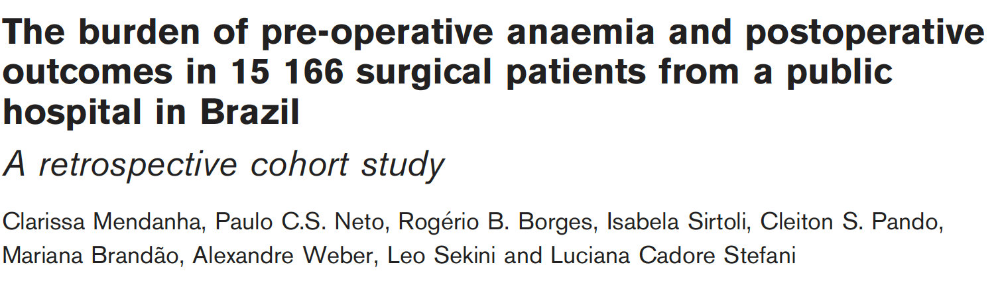 The burden of pre-operative anaemia and postoperative
outcomes in 15 166 surgical patients from a public
hospital in Brazil
A retrospective cohort study
Clarissa Mendanha, Paulo C.S. Neto, Rogério B. Borges, Isabela Sirtoli, Cleiton S. Pando,
Mariana Brandão, Alexandre Weber, Leo Sekini and Luciana Cadore Stefani